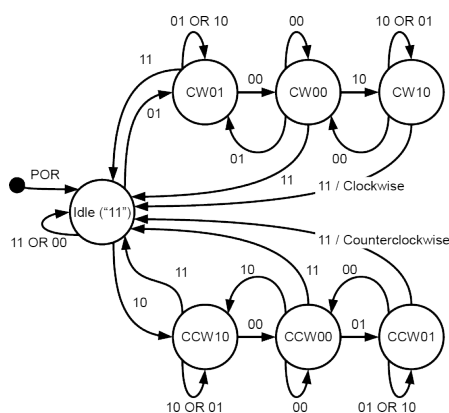 01 OR 10
00
10 OR 01
11
CW01
00
CW00
10
CW10
01
01
00
POR
11
11 / Clockwise
Idle ("11")
11 / Counterclockwise
11 OR 00
11
10
11
00
10
CCW10
00
CCW00
01
CCW01
10 OR 01
00
01 OR 10